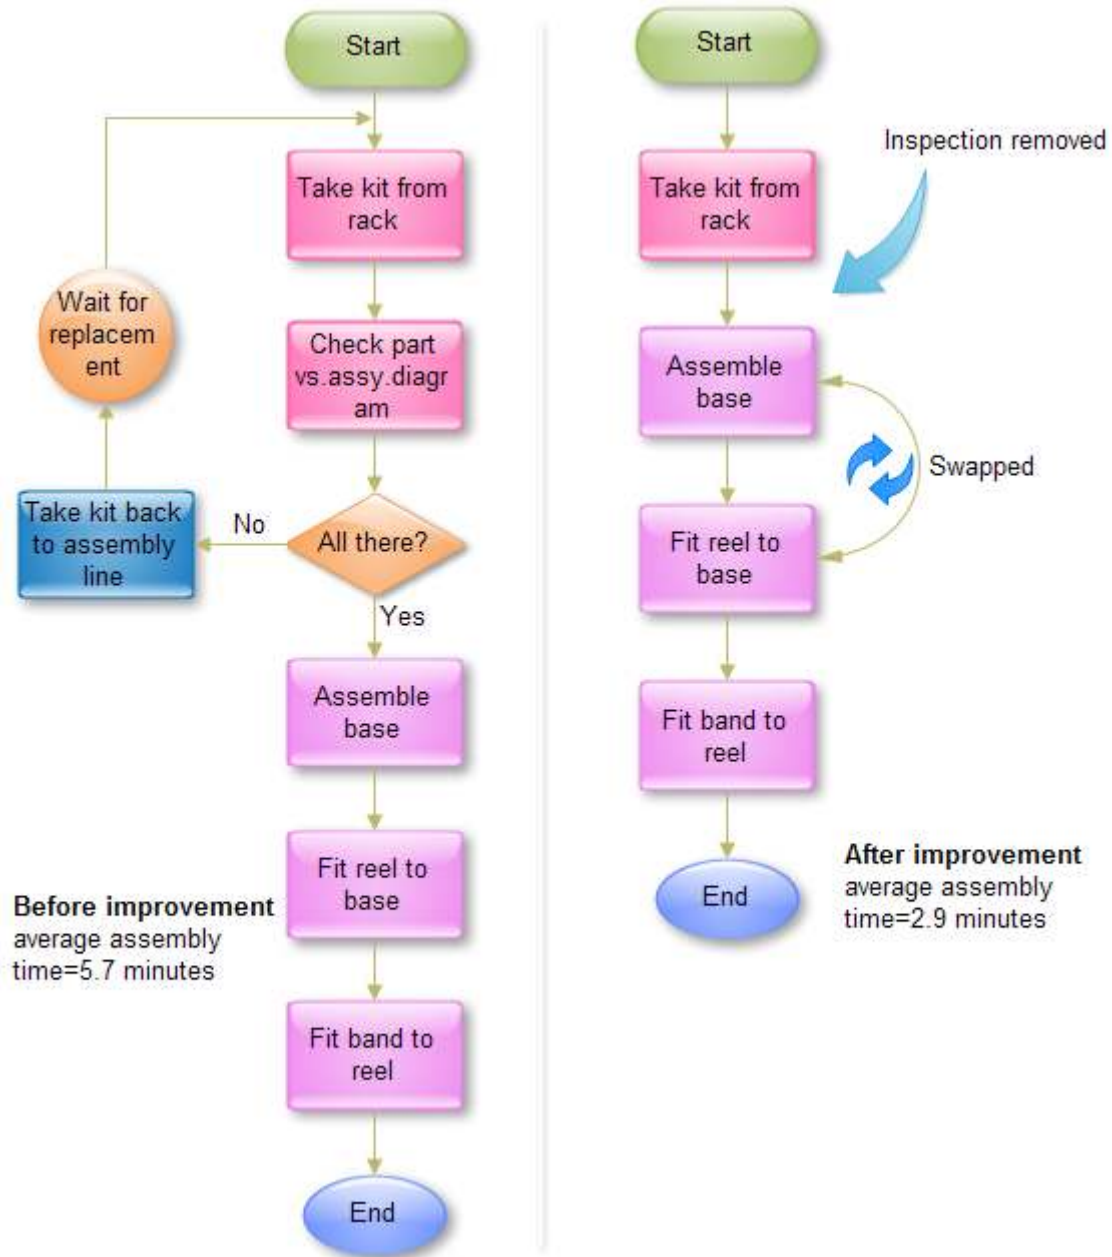 Start
Take kit from
rack
Check part
vs.assy.diagr
am
All there?
No
Take kit back
to assembly
line
Wait for
replacem
ent
Yes
Assemble
base
Fit reel to
base
Before improvement
average assembly
time=5.7 minutes
Fit band to
reel
End
Start
Inspection removed
Take kit from
rack
Assemble
base
Swapped
Fit reel to
base
Fit band to
reel
After improvement
average assembly
time=2.9 minutes
End